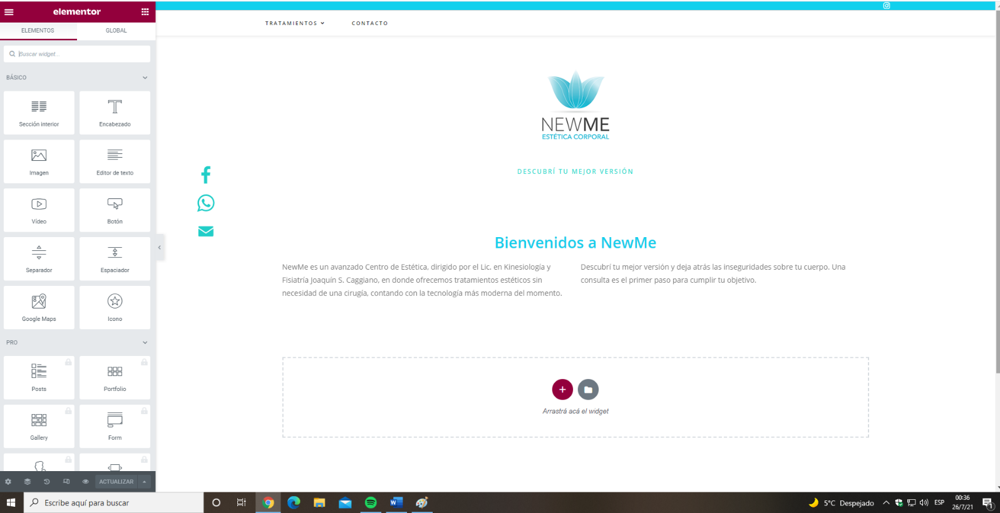 elementor
ELEMENTOS GLOBAL
Buscar widget...
BÁSICO
Sección interior Encabezado
Imagen Editor de texto
Vídeo Botón
Separador Espaciador
Google Maps Icono
PRO
Posts Portfolio
Gallery Form
ACTUALIZAR
TRATAMIENTOS CONTACTO
NEWME
ESTÉTICA CORPORAL
DESCUBRÍ TU MEJOR VERSIÓN
Bienvenidos a NewMe
NewMe es un avanzado Centro de Estética, dirigido por el Lic. en Kinesiología y
Fisiatría Joaquín S. Caggiano, en donde ofrecemos tratamientos estéticos sin
necesidad de una cirugía, contando con la tecnología más moderna del momento.
Descubrí tu mejor versión y deja atrás las inseguridades sobre tu cuerpo. Una
consulta es el primer paso para cumplir tu objetivo.
Arrastrá acá el widget
Escribe aquí para buscar
5°C Despejado
ESP
00:36
26/7/21
1